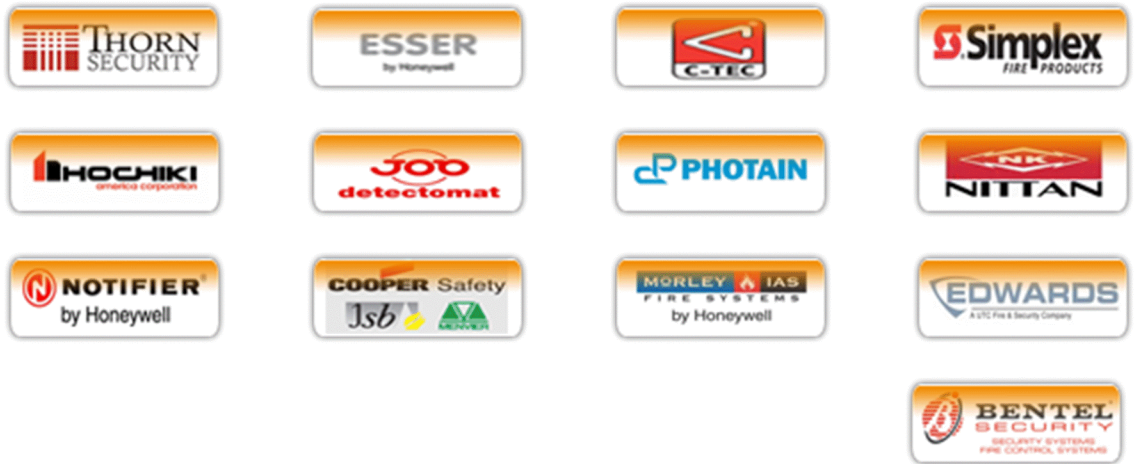 THORN
SECURITY
ESSER
by Honeywell
C-TEC
Simplex
FIRE PRODUCTS
HOCHIKI
america corporation
JOB
detectomat
PHOTAIN
NK
NITTAN
NOTIFIER®
by Honeywell
COOPER Safety
Jsb
MENVIER
MORLEY IAS
FIRE SYSTEMS
by Honeywell
EDWARDS
A UTC Fire & Security Company
BENTEL
SECURITY
SECURITY SYSTEMS
FIRE CONTROL SYSTEMS